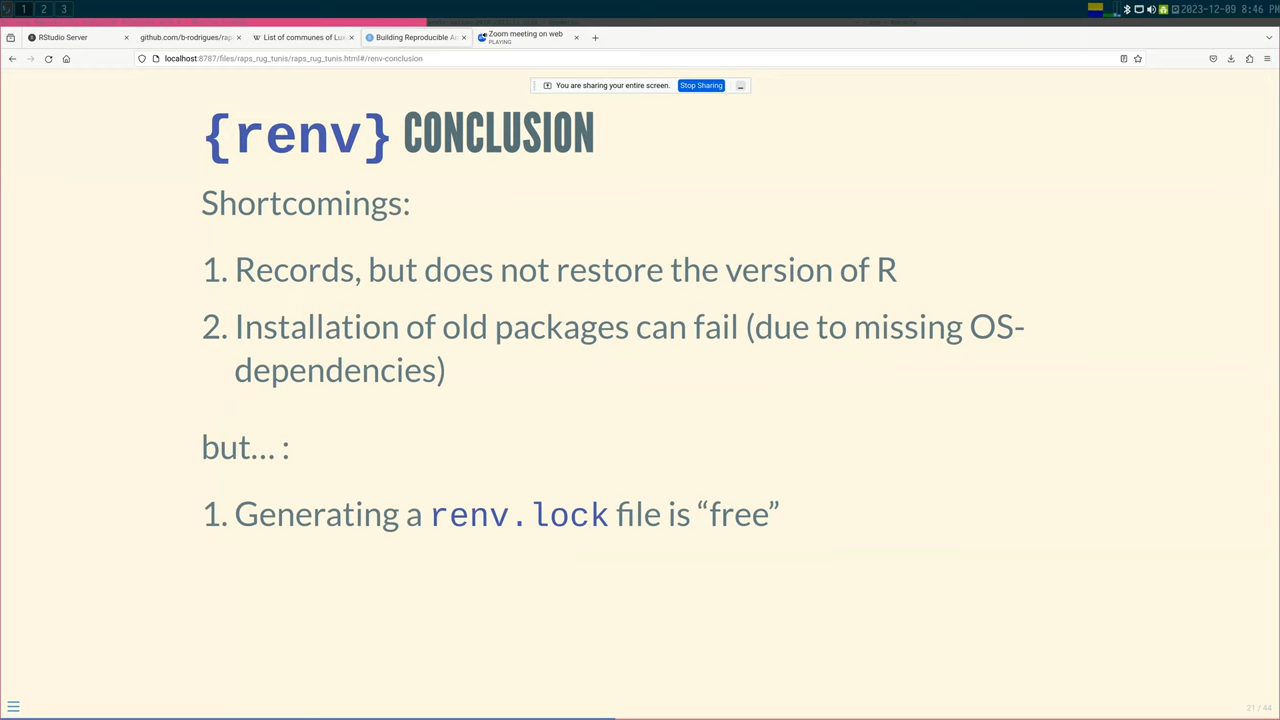 1 2 3
2023-12-09 8:46 PM
RStudio Server
github.com/b-rodrigues/rap
List of communes of Lu
Building Reproducible A
Zoom meeting on web
PLAYING
localhost:8787/files/raps_rug_tunis/raps_rug_tunis.html#/renv-conclusion
You are sharing your entire screen. Stop Sharing
{renv} CONCLUSION
Shortcomings:
1. Records, but does not restore the version of R
2. Installation of old packages can fail (due to missing OS-
dependencies)
but… :
1. Generating a renv.lock file is “free”
21 / 44